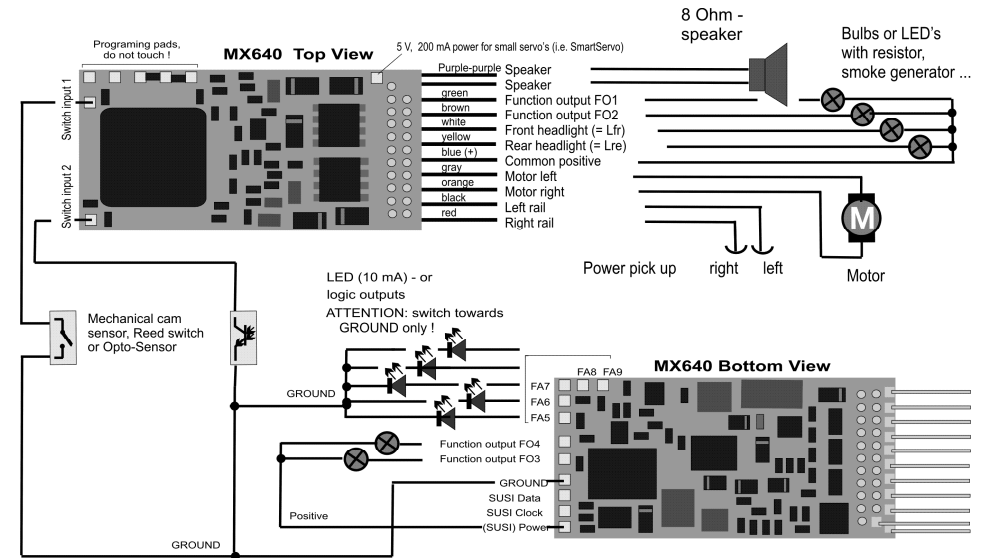 8 Ohm -
speaker
Bulbs or LED's
with resistor,
smoke generator ...
Programing pads,
do not touch !
MX640 Top View
5 V, 200 mA power for small servo's (i.e. SmartServo)
Switch input 1
Switch input 2
Purple-purple Speaker
Speaker
green Function output FO1
brown Function output FO2
white Front headlight (= Lfr)
yellow Rear headlight (= Lre)
blue (+) Common positive
gray Motor left
orange Motor right
black Left rail
red Right rail
M
Motor
Power pick up right left
LED (10 mA) - or
logic outputs
ATTENTION: switch towards
GROUND only !
Mechanical cam
sensor, Reed switch
or Opto-Sensor
MX640 Bottom View
FA8 FA9
FA7
FA6
FA5
GROUND
Function output FO4
Function output FO3
GROUND
SUSI Data
SUSI Clock
(SUSI) Power
Positive
GROUND